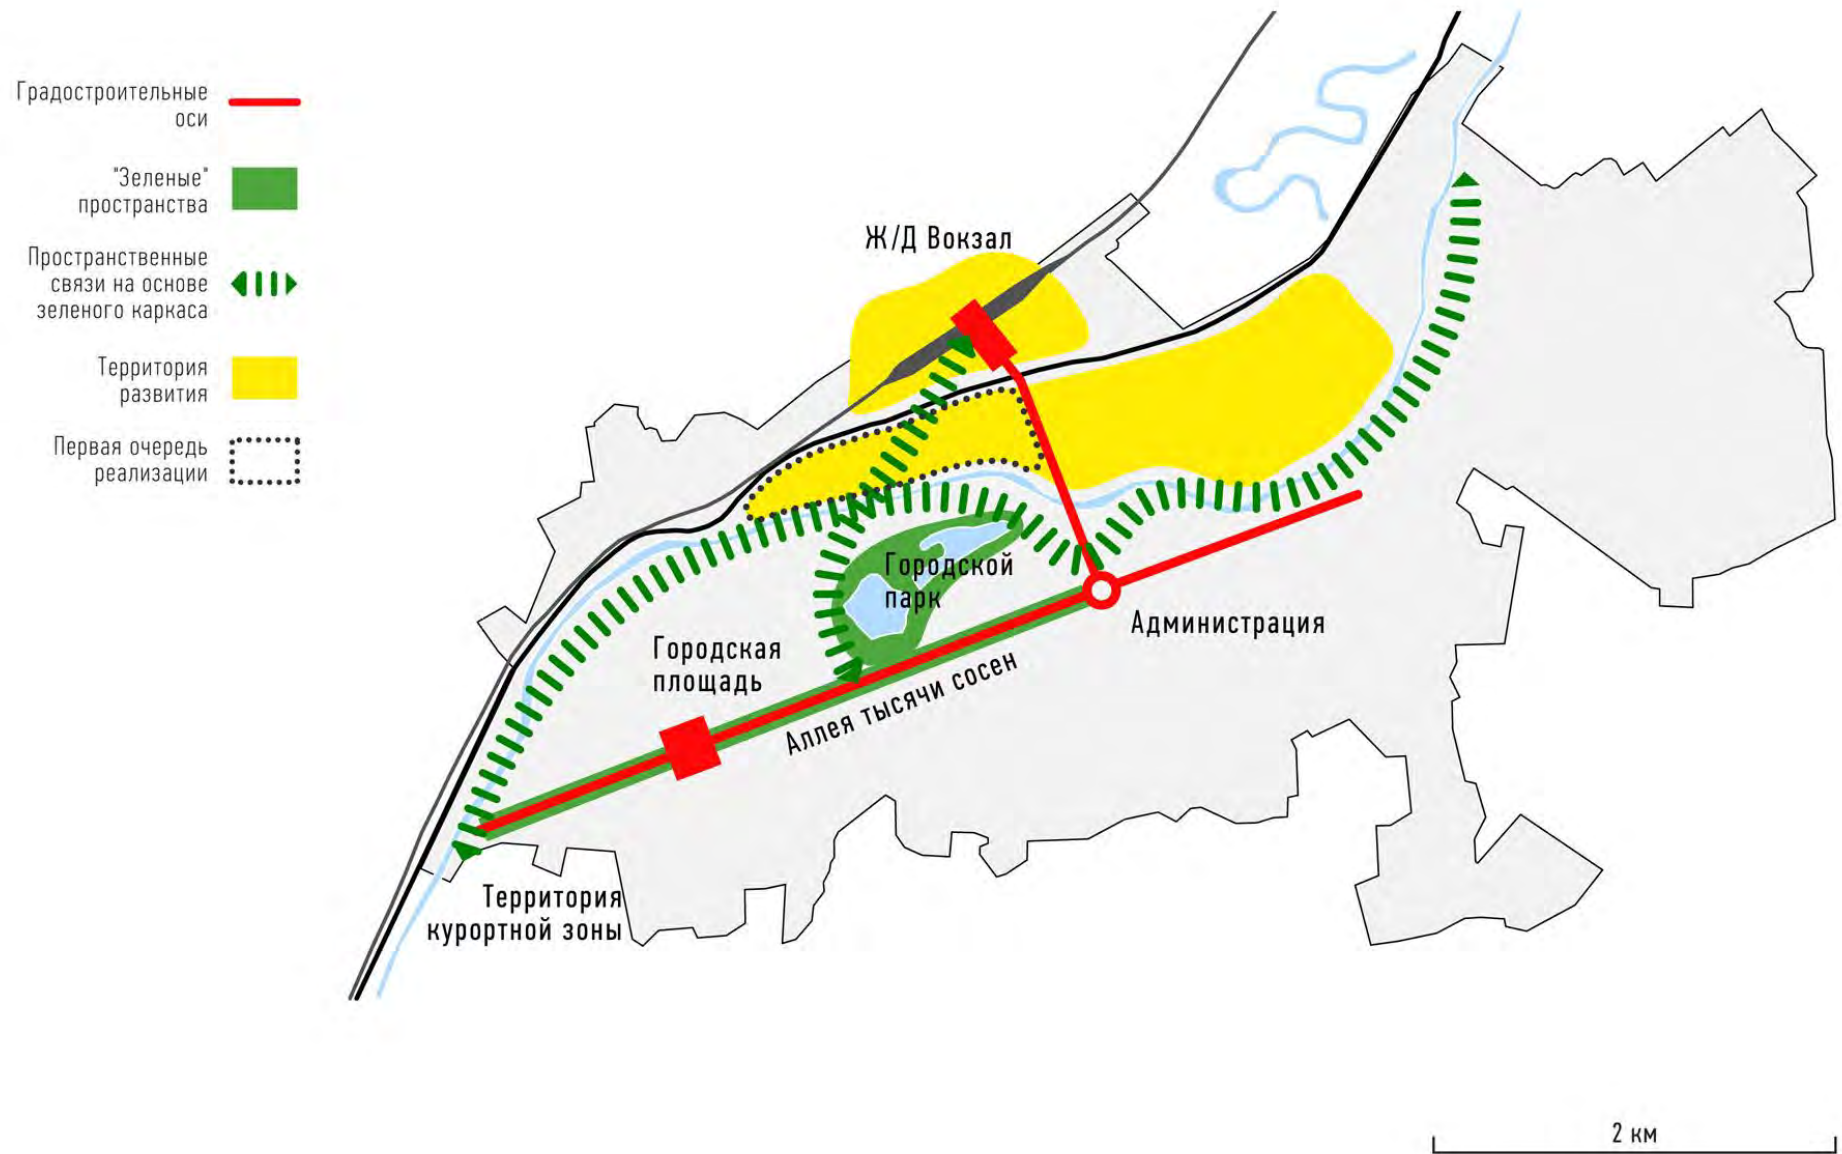 Градостроительные
оси
"Зеленые"
пространства
Пространственные
связи на основе
зеленого каркаса
Территория
развития
Первая очередь
реализации
Ж/Д Вокзал
Городской
парк
Администрация
Городская
площадь
Аллея тысячи сосен
Территория
курортной зоны
2 км